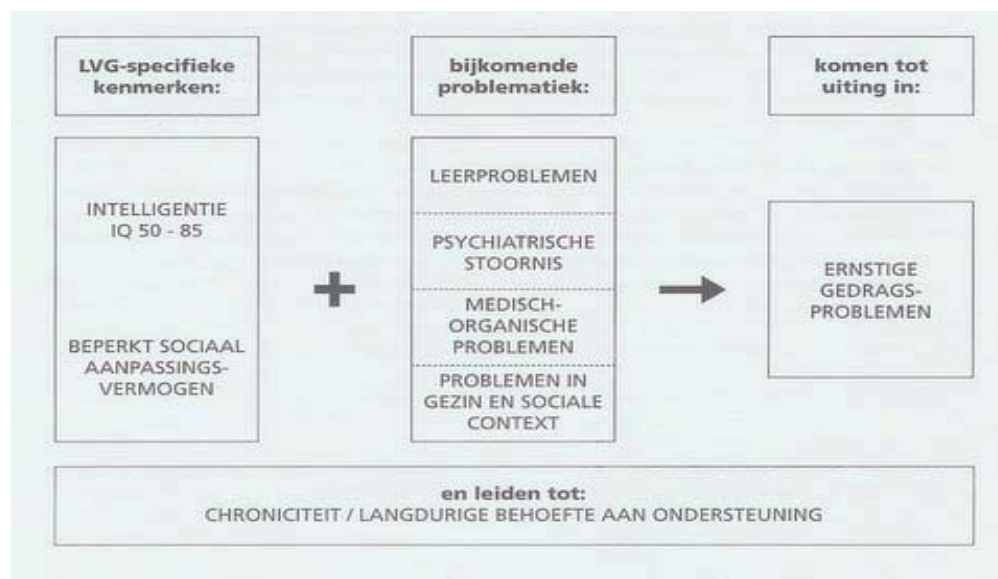 LVG-specifieke
kenmerken:
bijkomende
problematiek:
komen tot
uiting in:
INTELLIGENTIE
IQ 50 - 85
BEPERKT SOCIAAL
AANPASSINGS-
VERMOGEN
+
LEERPROBLEMEN
PSYCHIATRISCHE
STOORNIS
MEDISCH-
ORGANISCHE
PROBLEMEN
PROBLEMEN IN
GEZIN EN SOCIALE
CONTEXT
ERNSTIGE
GEDRAGS-
PROBLEMEN
en leiden tot:
CHRONICITEIT / LANGDURIGE BEHOEFTE AAN ONDERSTEUNING